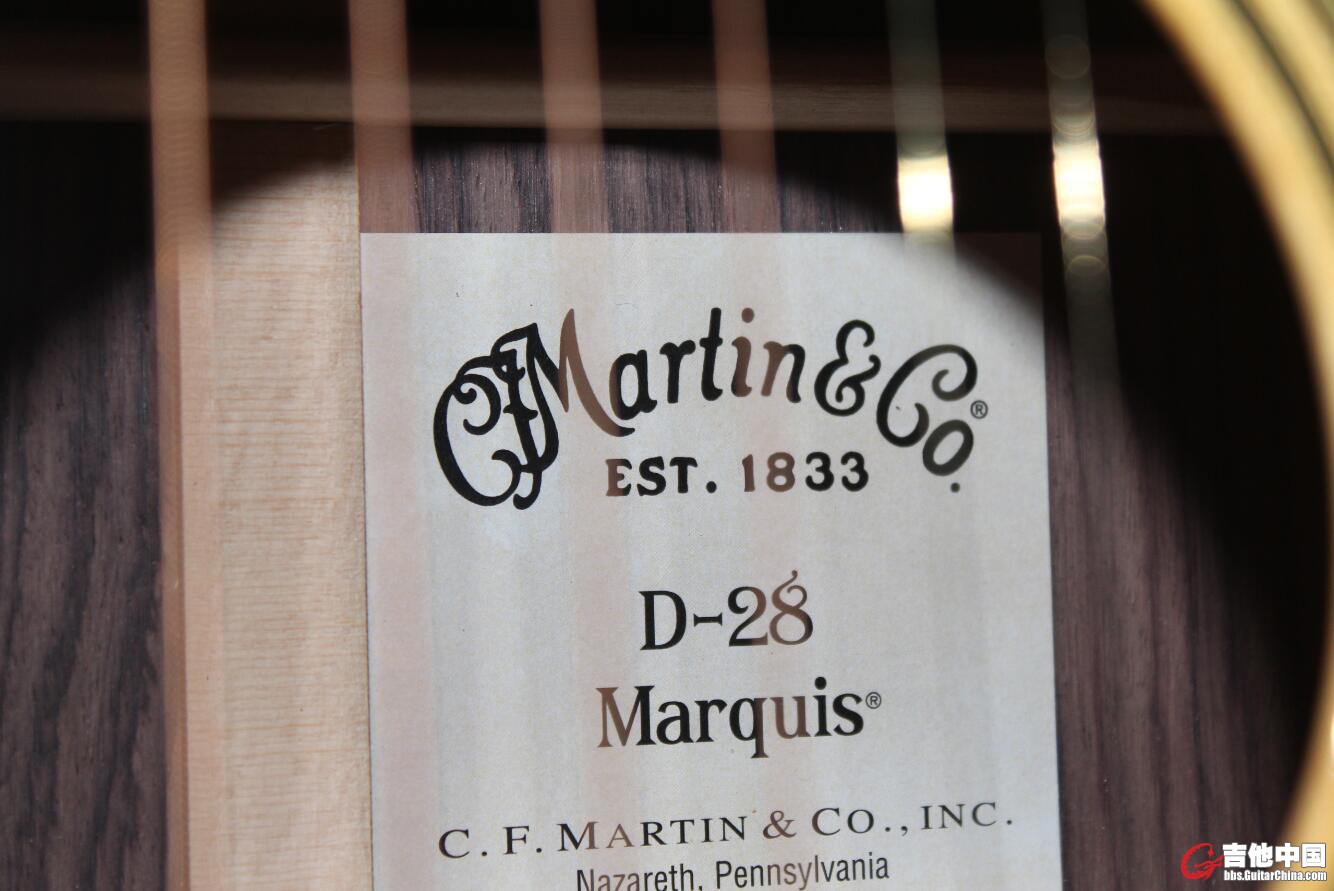 CFMartin & Co.®
EST. 1833
D-28
Marquis®
C. F. MARTIN & CO., INC.
Nazareth, Pennsylvania
吉他中国
bbs.GuitarChina.com